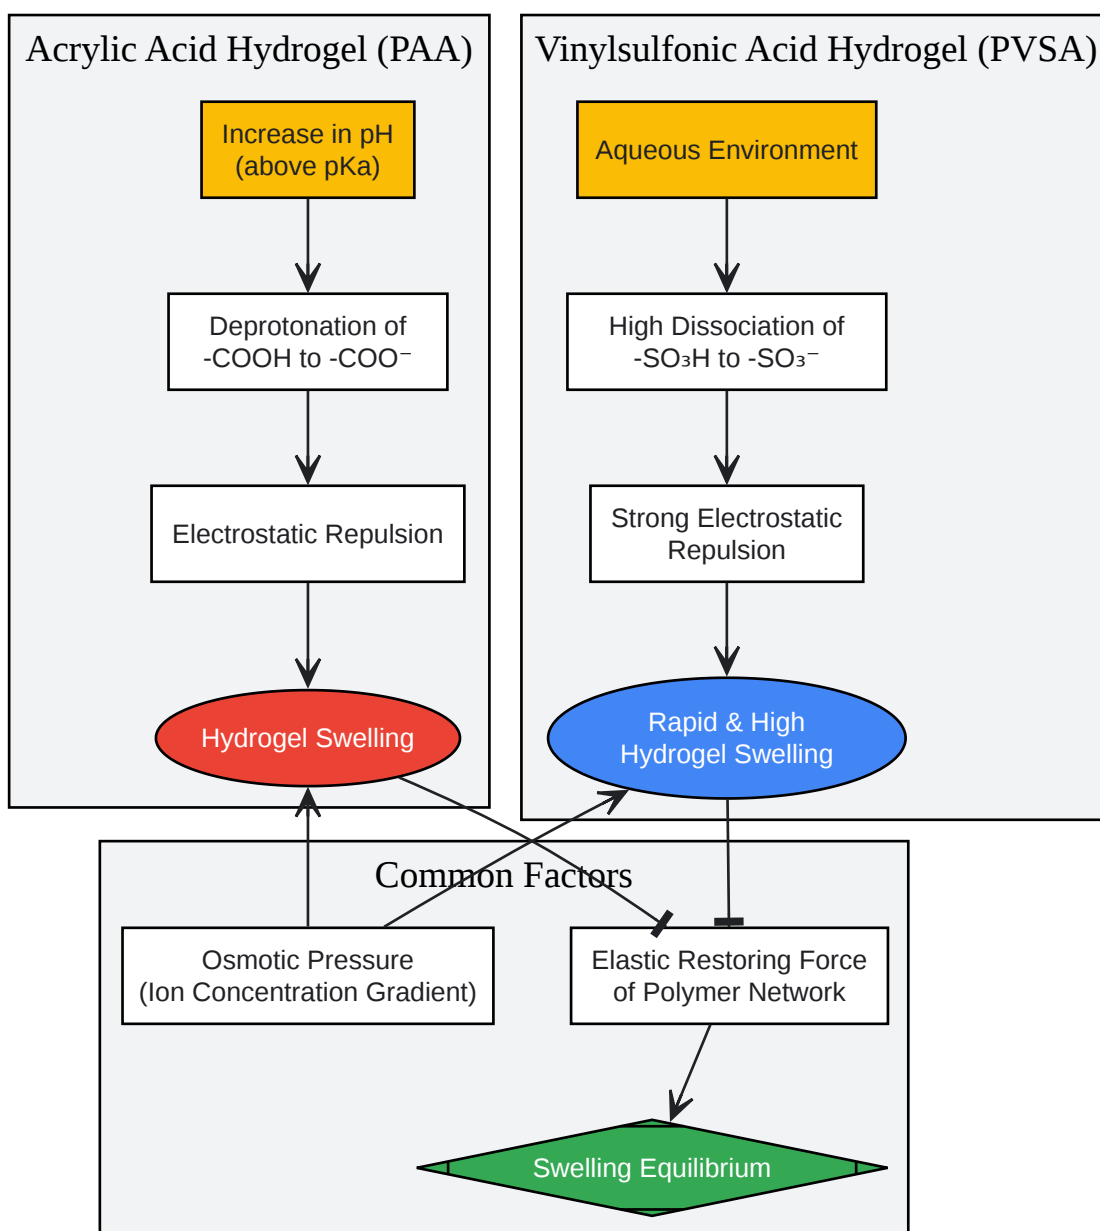 Acrylic Acid Hydrogel (PAA)
Increase in pH
(above pKa)
Deprotonation of
-COOH to -COO⁻
Electrostatic Repulsion
Hydrogel Swelling
Vinylsulfonic Acid Hydrogel (PVSA)
Aqueous Environment
High Dissociation of
-SO₃H to -SO₃⁻
Strong Electrostatic
Repulsion
Rapid & High
Hydrogel Swelling
Common Factors
Osmotic Pressure
(Ion Concentration Gradient)
Elastic Restoring Force
of Polymer Network
Swelling Equilibrium